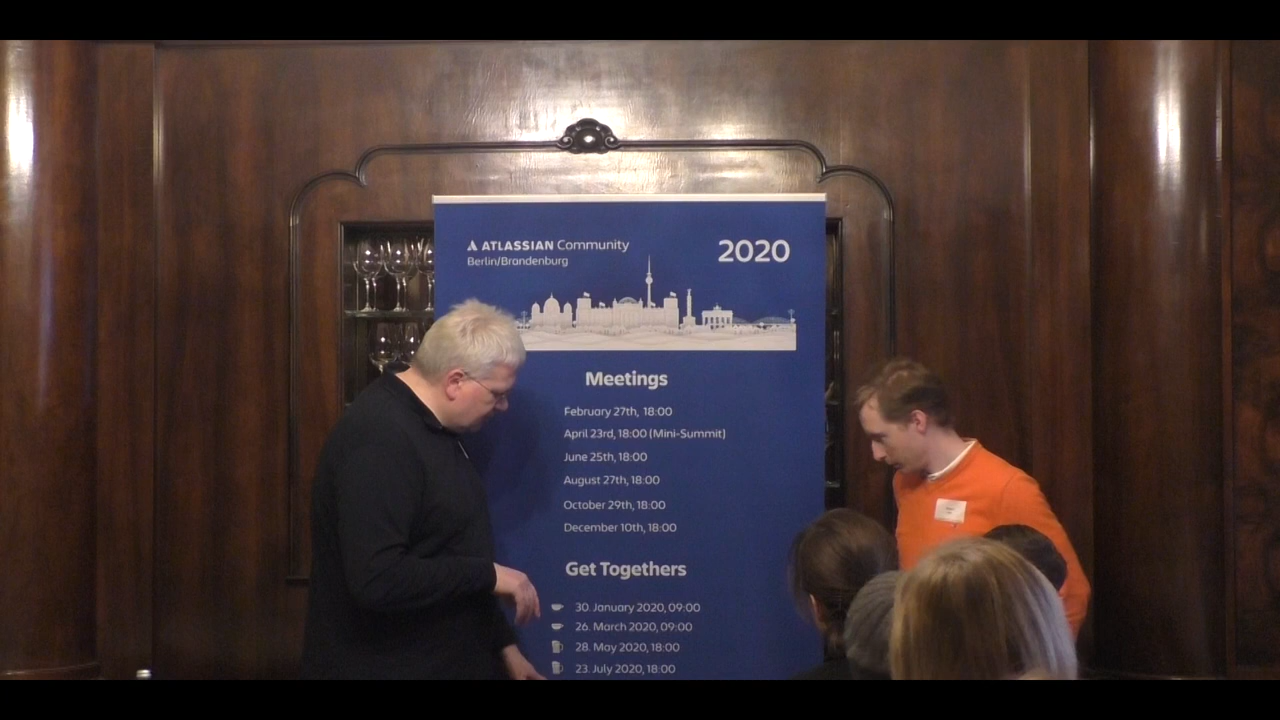 ATLASSIAN Community
Berlin/Brandenburg
2020
Meetings
February 27th, 18:00
April 23rd, 18:00 (Mini-Summit)
June 25th, 18:00
August 27th, 18:00
October 29th, 18:00
December 10th, 18:00
Get Togethers
30. January 2020, 09:00
26. March 2020, 09:00
28. May 2020, 18:00
23. July 2020, 18:00